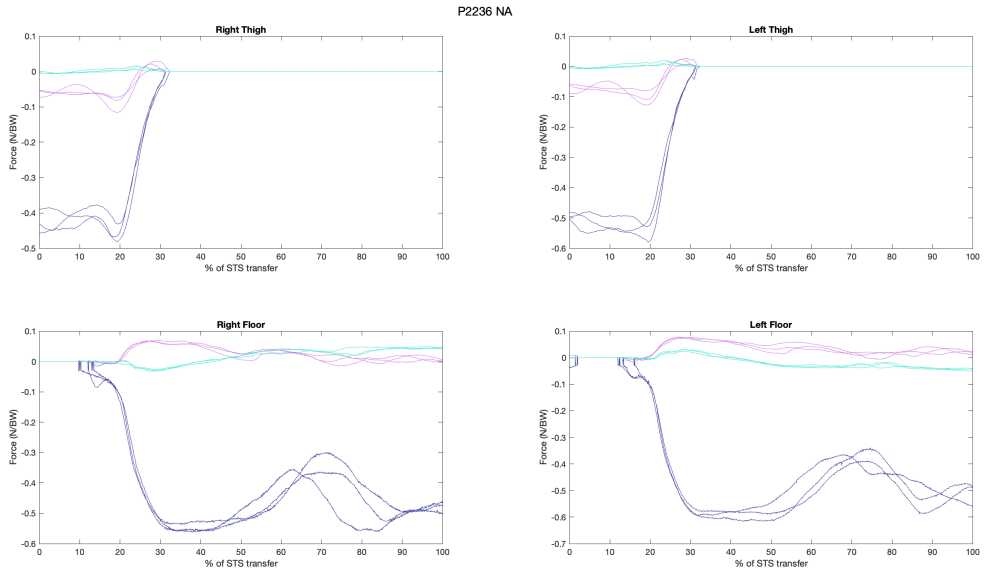 P2236 NA
Right Thigh
0.1
0
-0.1
-0.2
-0.3
-0.4
-0.5
Force (N/BW)
0 10 20 30 40 50 60 70 80 90 100
% of STS transfer
Left Thigh
0.1
0
-0.1
-0.2
-0.3
-0.4
-0.5
-0.6
Force (N/BW)
0 10 20 30 40 50 60 70 80 90 100
% of STS transfer
Right Floor
0.1
0
-0.1
-0.2
-0.3
-0.4
-0.5
-0.6
Force (N/BW)
0 10 20 30 40 50 60 70 80 90 100
% of STS transfer
Left Floor
0.1
0
-0.1
-0.2
-0.3
-0.4
-0.5
-0.6
-0.7
Force (N/BW)
0 10 20 30 40 50 60 70 80 90 100
% of STS transfer